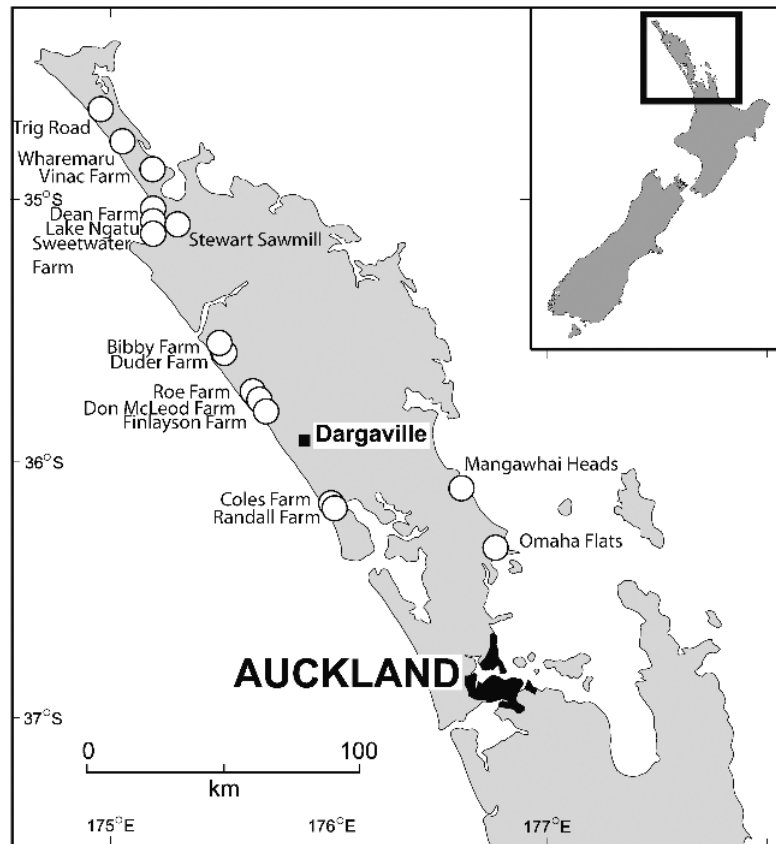 Trig Road
Wharemaru
Vinac Farm
35°S
Dean Farm
Lake Ngatu
Sweetwater
Farm
Stewart Sawmill
Bibby Farm
Duder Farm
Roe Farm
Don McLeod Farm
Finlayson Farm
Dargaville
36°S
Mangawhai Heads
Coles Farm
Randall Farm
Omaha Flats
AUCKLAND
37°S
0 100
km
175°E 176°E 177°E